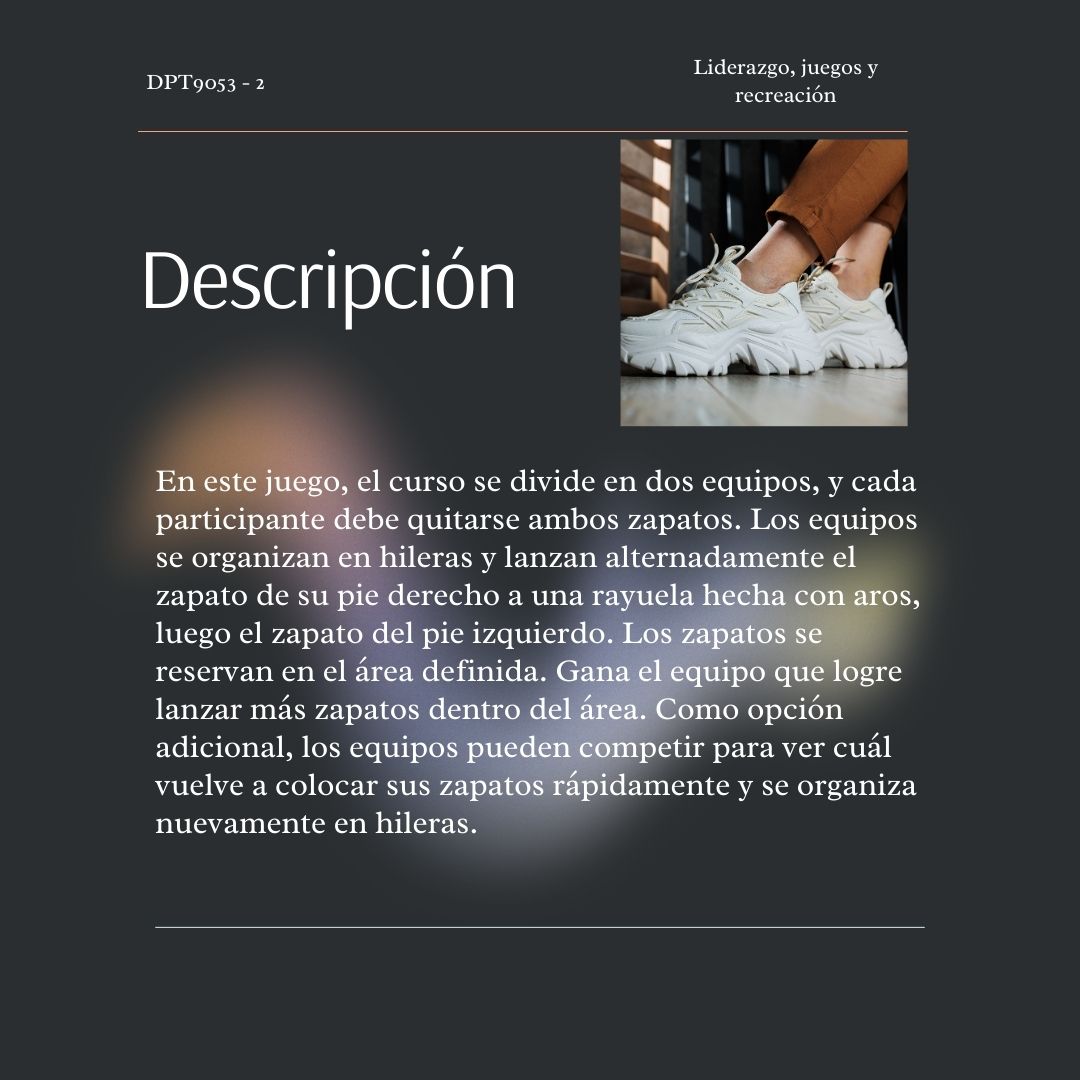 DPT9053 - 2
Liderazgo, juegos y
recreación
Descripción
En este juego, el curso se divide en dos equipos, y cada
participante debe quitarse ambos zapatos. Los equipos
se organizan en hileras y lanzan alternadamente el
zapato de su pie derecho a una rayuela hecha con aros,
luego el zapato del pie izquierdo. Los zapatos se
reservan en el área definida. Gana el equipo que logre
lanzar más zapatos dentro del área. Como opción
adicional, los equipos pueden competir para ver cuál
vuelve a colocar sus zapatos rápidamente y se organiza
nuevamente en hileras.